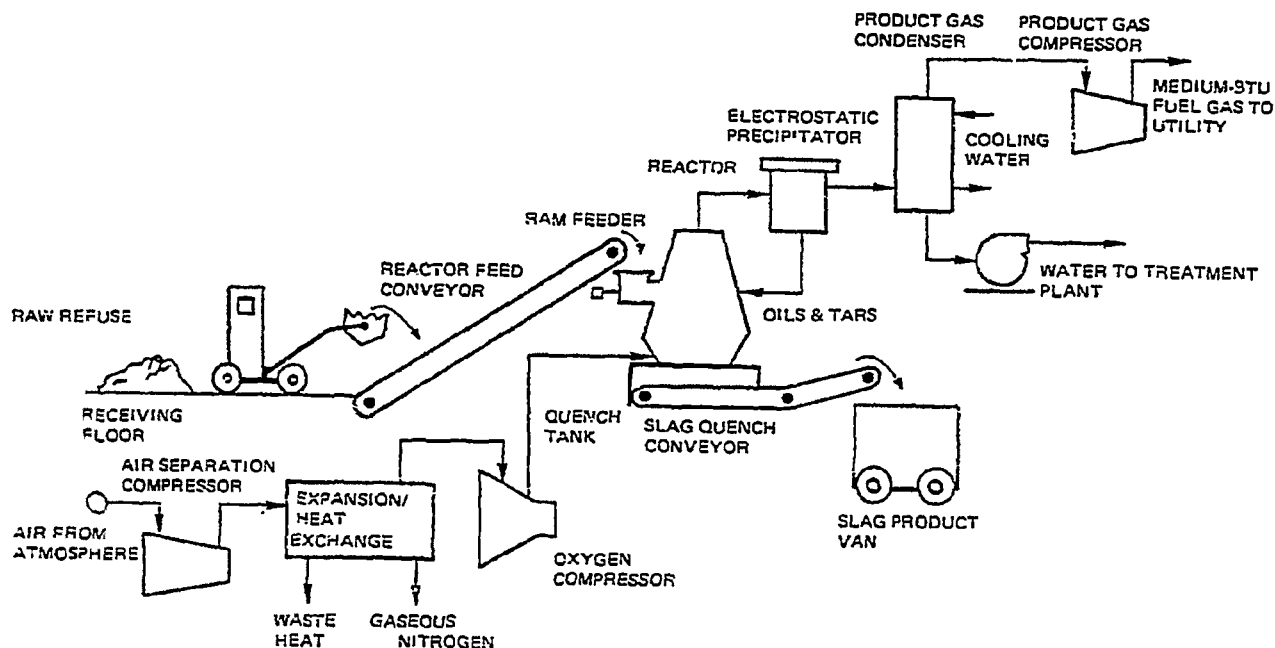 PRODUCT GAS
CONDENSER
PRODUCT GAS
COMPRESSOR
MEDIUM-BTU
FUEL GAS TO
UTILITY
ELECTROSTATIC
PRECIPITATOR
COOLING
WATER
REACTOR
RAM FEEDER
REACTOR FEED
CONVEYOR
WATER TO TREATMENT
PLANT
RAW REFUSE
OILS & TARS
RECEIVING
FLOOR
QUENCH
TANK
SLAG QUENCH
CONVEYOR
AIR SEPARATION
COMPRESSOR
EXPANSION/
HEAT
EXCHANGE
AIR FROM
ATMOSPHERE
SLAG PRODUCT
VAN
OXYGEN
COMPRESSOR
WASTE
HEAT
GASEOUS
NITROGEN